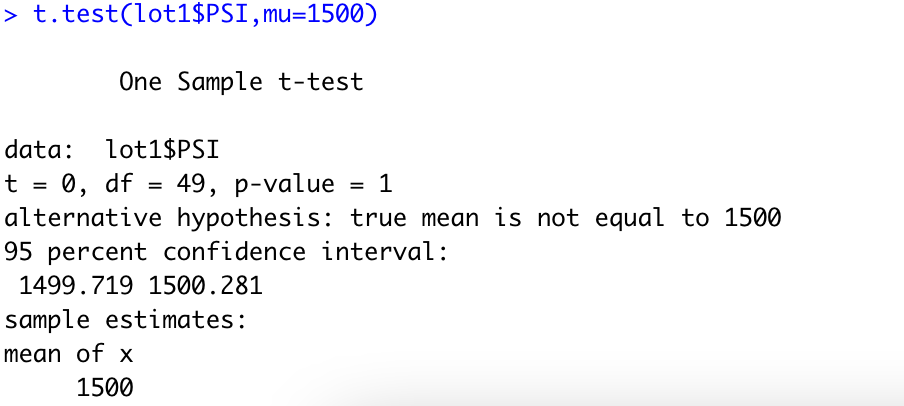 > t.test(lot1$PSI,mu=1500)
One Sample t-test
data:  lot1$PSI
t = 0, df = 49, p-value = 1
alternative hypothesis: true mean is not equal to 1500
95 percent confidence interval:
1499.719 1500.281
sample estimates:
mean of x
1500